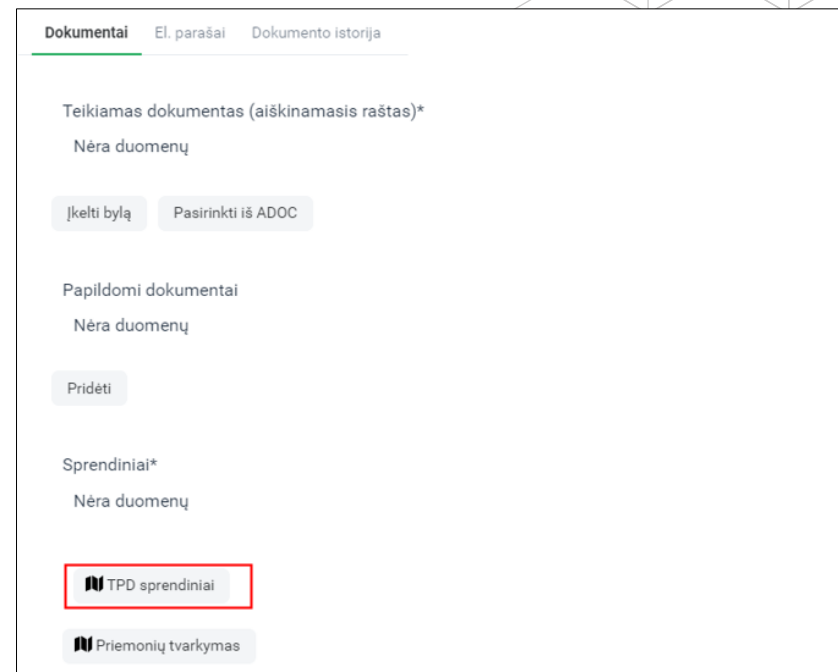 Dokumentai El. parašai Dokumento istorija
Teikiamas dokumentas (aiškinamasis raštas)*
Nėra duomenų
Įkelti bylą Pasirinkti iš ADOC
Papildomi dokumentai
Nėra duomenų
Pridėti
Sprendiniai*
Nėra duomenų
TPD sprendiniai
Priemonių tvarkymas